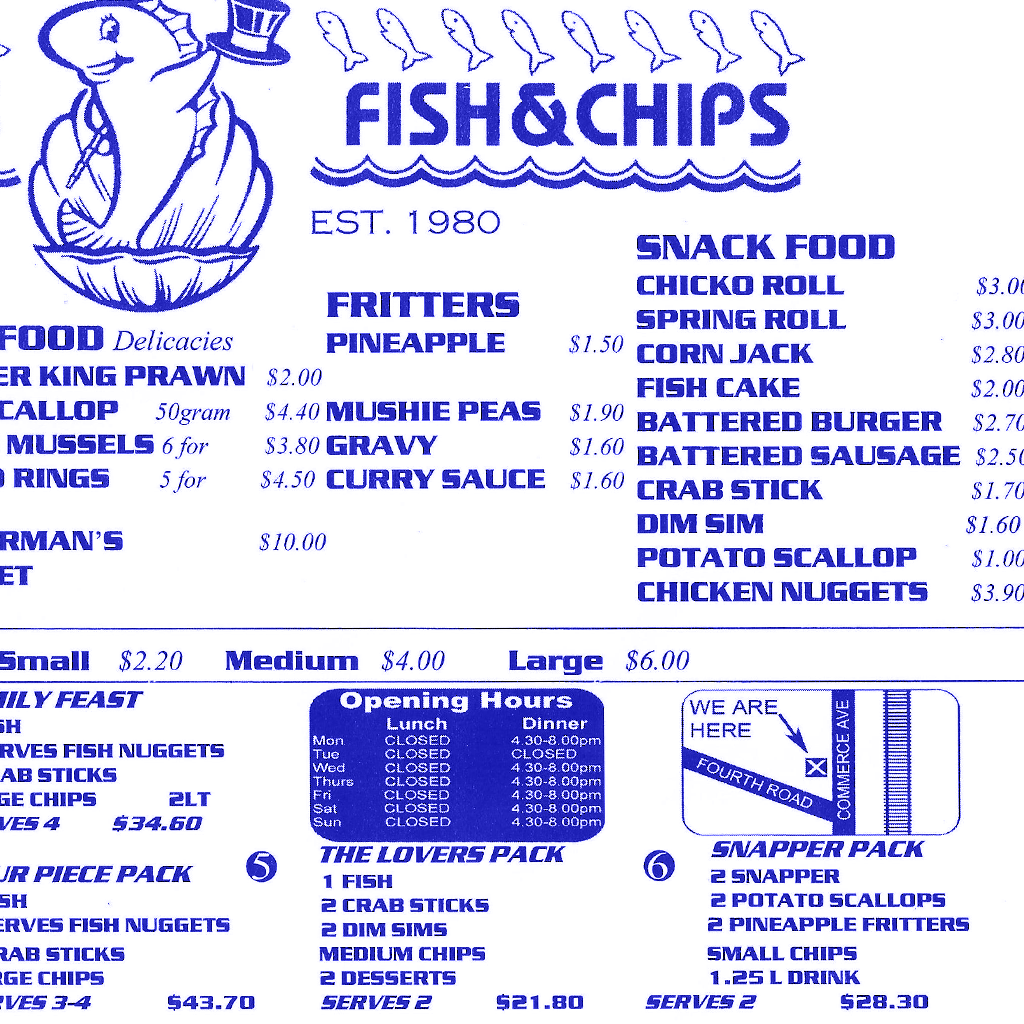 FISH&CHIPS
EST. 1980
FOOD Delicacies
ER KING PRAWN $2.00
CALLOP 50gram $4.40
MUSSELS 6 for $3.80
RINGS 5 for $4.50
RMAN'S $10.00
ET
FRITTERS
PINEAPPLE $1.50
MUSHIE PEAS $1.90
GRAVY $1.60
CURRY SAUCE $1.60
SNACK FOOD
CHICKO ROLL $3.00
SPRING ROLL $3.00
CORN JACK $2.80
FISH CAKE $2.00
BATTERED BURGER $2.70
BATTERED SAUSAGE $2.50
CRAB STICK $1.70
DIM SIM $1.60
POTATO SCALLOP $1.00
CHICKEN NUGGETS $3.90
Small $2.20 Medium $4.00 Large $6.00
MILY FEAST
SH
ERVES FISH NUGGETS
AB STICKS
GE CHIPS 2LT
VES 4 $34.60
Opening Hours
Lunch Dinner
Mon CLOSED 4.30-8.00pm
Tue CLOSED CLOSED
Wed CLOSED 4.30-8.00pm
Thurs CLOSED 4.30-8.00pm
Fri CLOSED 4.30-8.00pm
Sat CLOSED 4.30-8.00pm
Sun CLOSED 4.30-8.00pm
WE ARE
HERE
FOURTH ROAD
COMMERCE AVE
UR PIECE PACK
SH
ERVES FISH NUGGETS
RAB STICKS
RGE CHIPS
VES 3-4 $43.70
5 THE LOVERS PACK
1 FISH
2 CRAB STICKS
2 DIM SIMS
MEDIUM CHIPS
2 DESSERTS
SERVES 2 $21.80
6 SNAPPER PACK
2 SNAPPER
2 POTATO SCALLOPS
2 PINEAPPLE FRITTERS
SMALL CHIPS
1.25 L DRINK
SERVES 2 $28.30